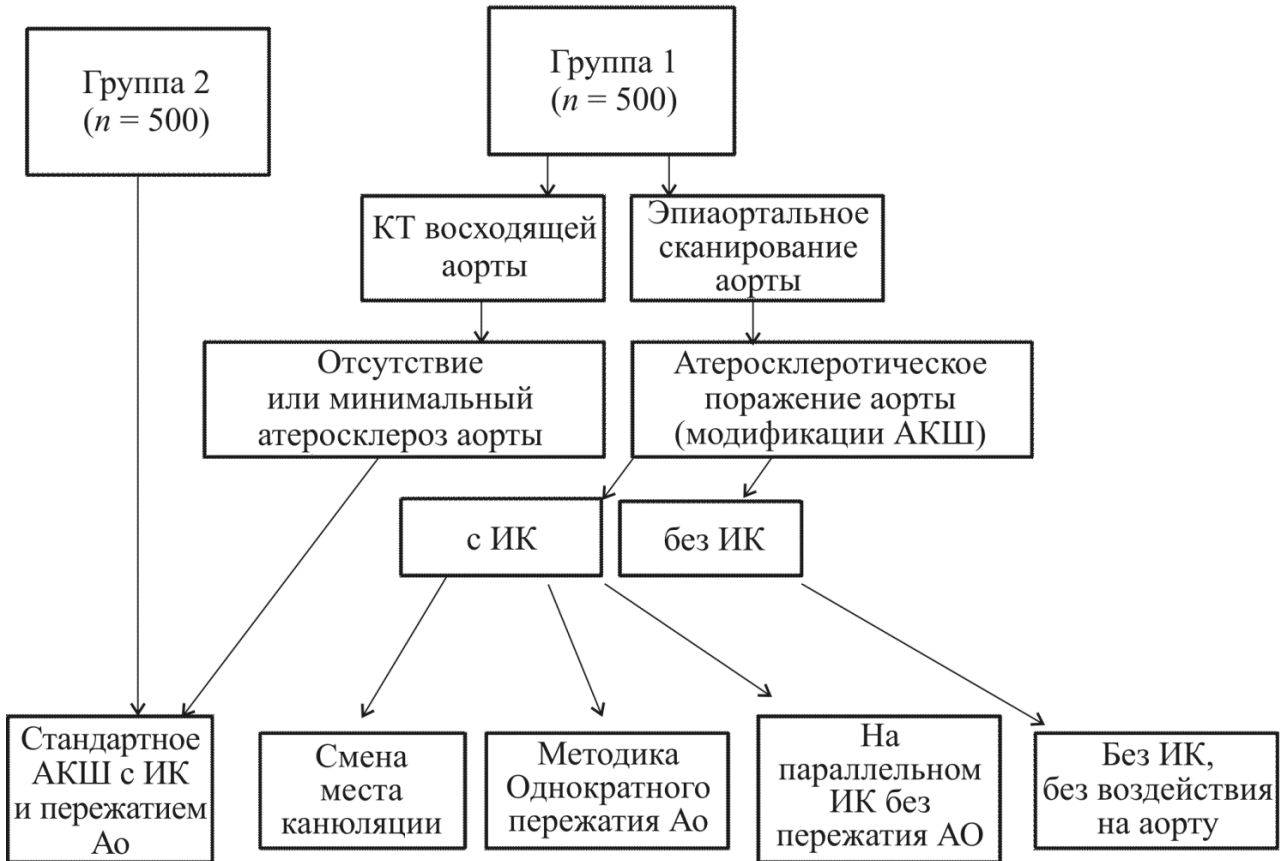 Группа 2
(n = 500)
Группа 1
(n = 500)
КТ восходящей
аорты
Эпиаортальное
сканирование
аорты
Отсутствие
или минимальный
атеросклероз аорты
Атеросклеротическое
поражение аорты
(модификации АКШ)
с ИК
без ИК
Стандартное
АКШ с ИК
и пережатием
Ао
Смена
места
канюляции
Методика
Однократного
пережатия Ао
На
параллельном
ИК без
пережатия АО
Без ИК,
без воздействия
на аорту